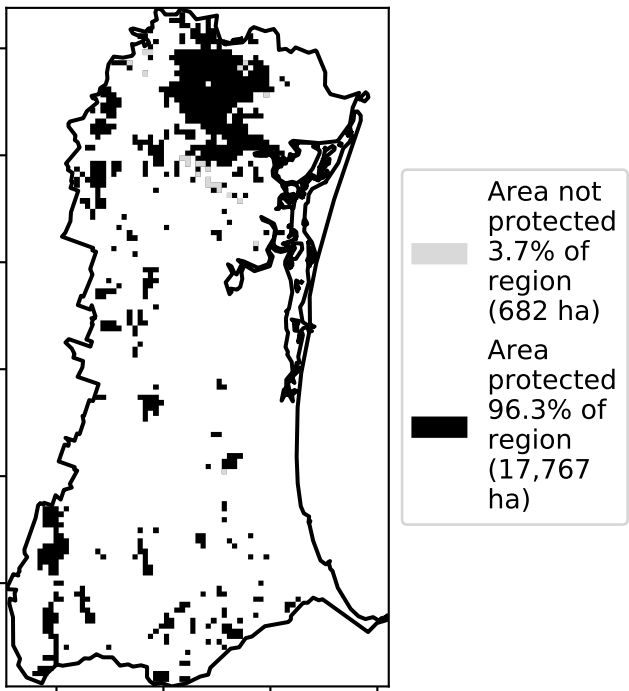 Area not
protected
3.7% of
region
(682 ha)
Area
protected
96.3% of
region
(17,767
ha)